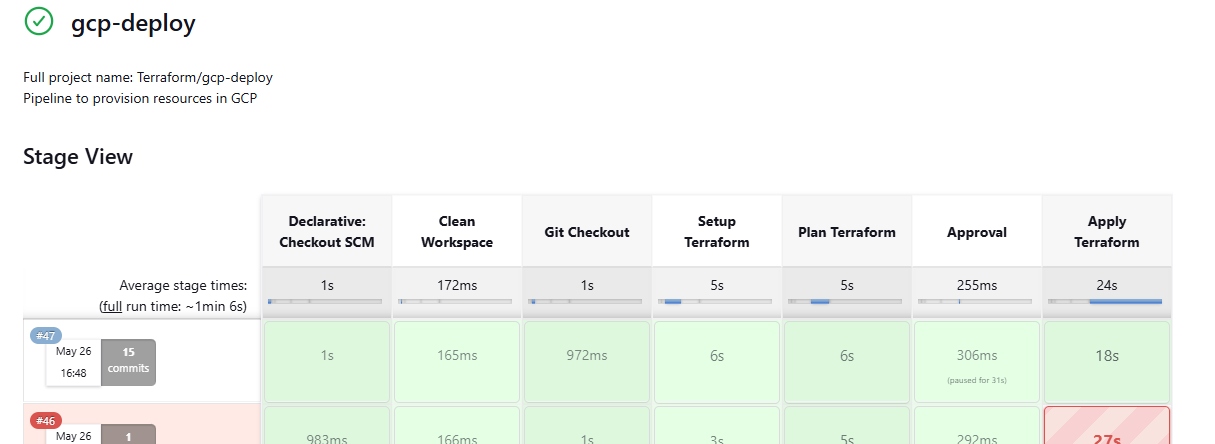 gcp-deploy
Full project name: Terraform/gcp-deploy
Pipeline to provision resources in GCP
Stage View
Declarative: Checkout SCM
Clean Workspace
Git Checkout
Setup Terraform
Plan Terraform
Approval
Apply Terraform
Average stage times:
(full run time: ~1min 6s)
1s
172ms
1s
5s
5s
255ms
24s
#47
May 26
16:48
15
commits
1s
165ms
972ms
6s
6s
306ms
(paused for 31s)
18s
#46
May 26
1
983ms
166ms
1s
3s
5s
292ms
27s